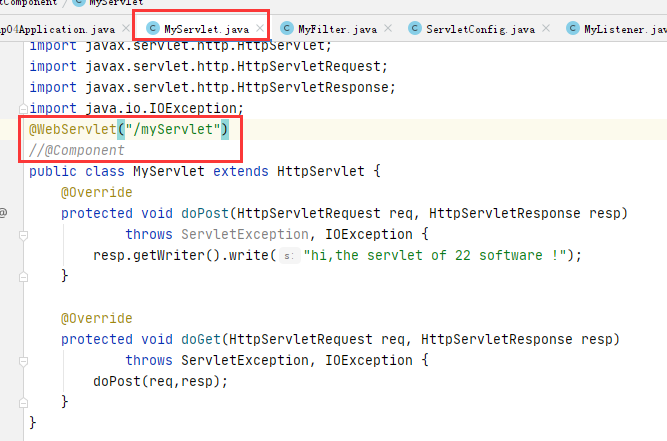 tComponent MyServlet
p04Application.java MyServlet.java MyFilter.java ServletConfig.java MyListener.java
import javax.servlet.http.HttpServlet;
import javax.servlet.http.HttpServletRequest;
import javax.servlet.http.HttpServletResponse;
import java.io.IOException;
@WebServlet("/myServlet")
//@Component
public class MyServlet extends HttpServlet {
@Override
protected void doPost(HttpServletRequest req, HttpServletResponse resp)
throws ServletException, IOException {
resp.getWriter().write( s: "hi,the servlet of 22 software !");
}
@Override
protected void doGet(HttpServletRequest req, HttpServletResponse resp)
throws ServletException, IOException {
doPost(req,resp);
}
}